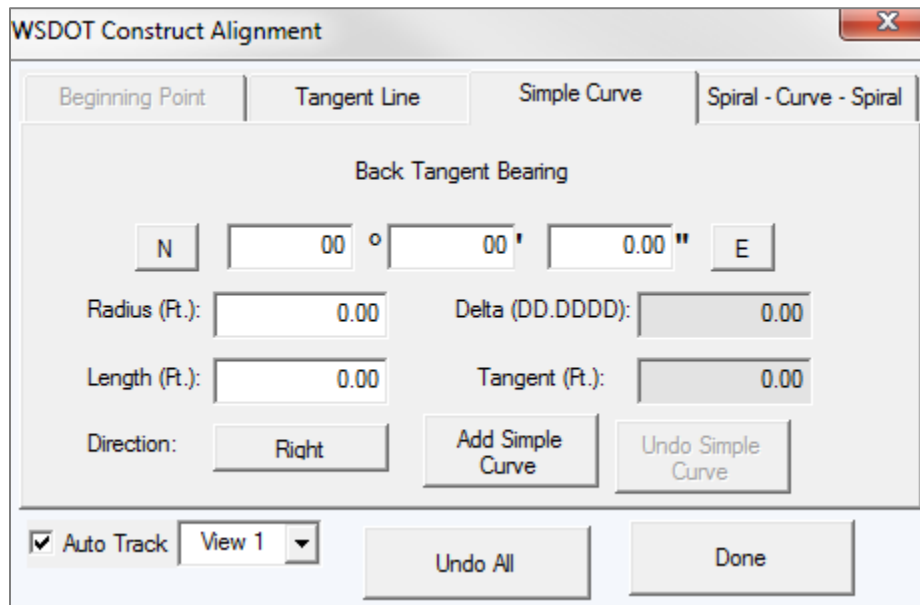 WSDOT Construct Alignment
X
Beginning Point Tangent Line Simple Curve Spiral - Curve - Spiral
Back Tangent Bearing
N 00 ° 00 ' 0.00 " E
Radius (Ft.): 0.00 Delta (DD.DDDD): 0.00
Length (Ft.): 0.00 Tangent (Ft.): 0.00
Direction: Right
Add Simple
Curve
Undo Simple
Curve
Auto Track View 1
Undo All
Done